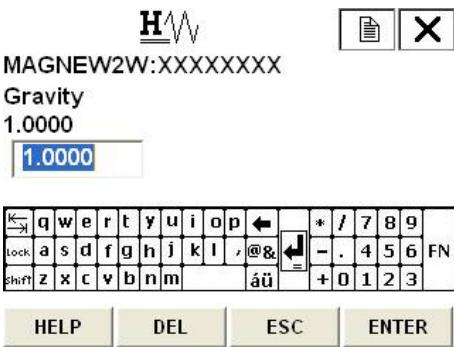 H
MAGNEW2W:XXXXXXXX
Gravity
1.0000
1.0000
q w e r t y u i o p * / 7 8 9
Lock a s d f g h j k l , @& - . 4 5 6 FN
shift z x c v b n m áü = + 0 1 2 3
HELP DEL ESC ENTER